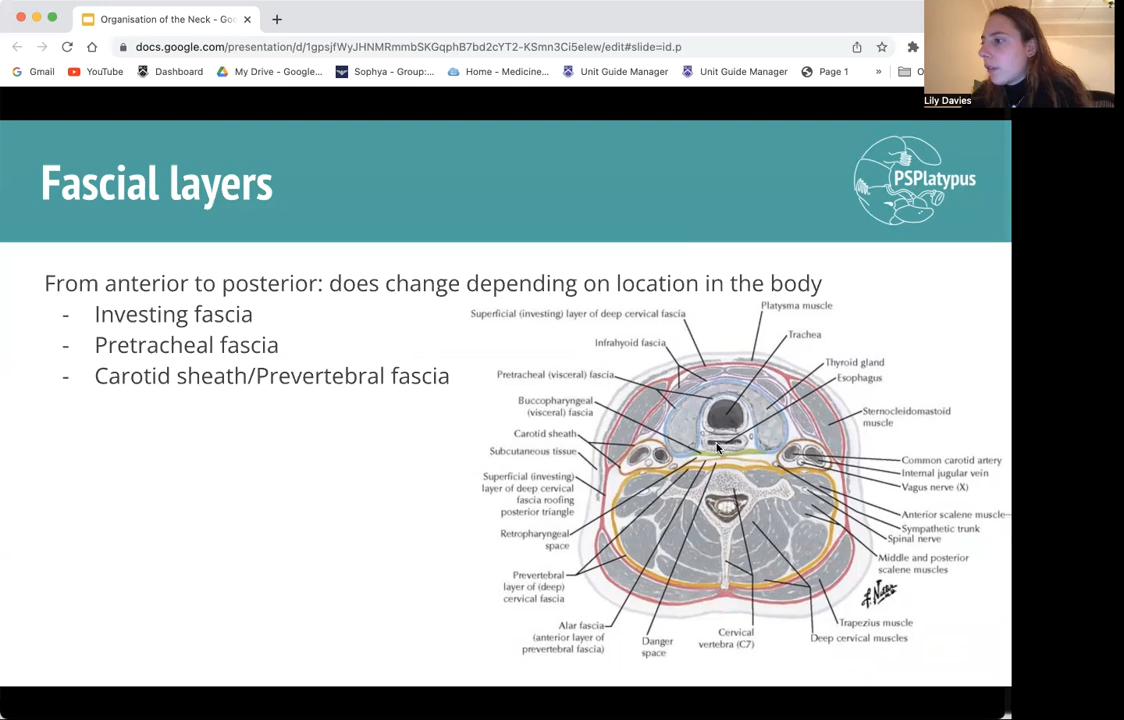 Organisation of the Neck - Goo
docs.google.com/presentation/d/1gpsjfWyJHNMRmmbSKGqphB7bd2cYT2-KSmn3Ci5elew/edit#slide=id.p
Gmail
YouTube
Dashboard
My Drive - Google...
Sophya - Group:...
Home - Medicine...
Unit Guide Manager
Unit Guide Manager
Page 1
»
O
Lily Davies
Fascial layers
PSPlatypus
From anterior to posterior: does change depending on location in the body
- Investing fascia
- Pretracheal fascia
- Carotid sheath/Prevertebral fascia
Superficial (investing) layer of deep cervical fascia
Infrahyoid fascia
Pretracheal (visceral) fascia
Buccopharyngeal
(visceral) fascia
Carotid sheath
Subcutaneous tissue
Superficial (investing)
layer of deep cervical
fascia roofing
posterior triangle
Retropharyngeal
space
Prevertebral
layer of (deep)
cervical fascia
Alar fascia
(anterior layer of
prevertebral fascia)
Danger
space
Cervical
vertebra (C7)
Platysma muscle
Trachea
Thyroid gland
Esophagus
Sternocleidomastoid
muscle
Common carotid artery
Internal jugular vein
Vagus nerve (X)
Anterior scalene muscle
Sympathetic trunk
Spinal nerve
Middle and posterior
scalene muscles
Trapezius muscle
Deep cervical muscles